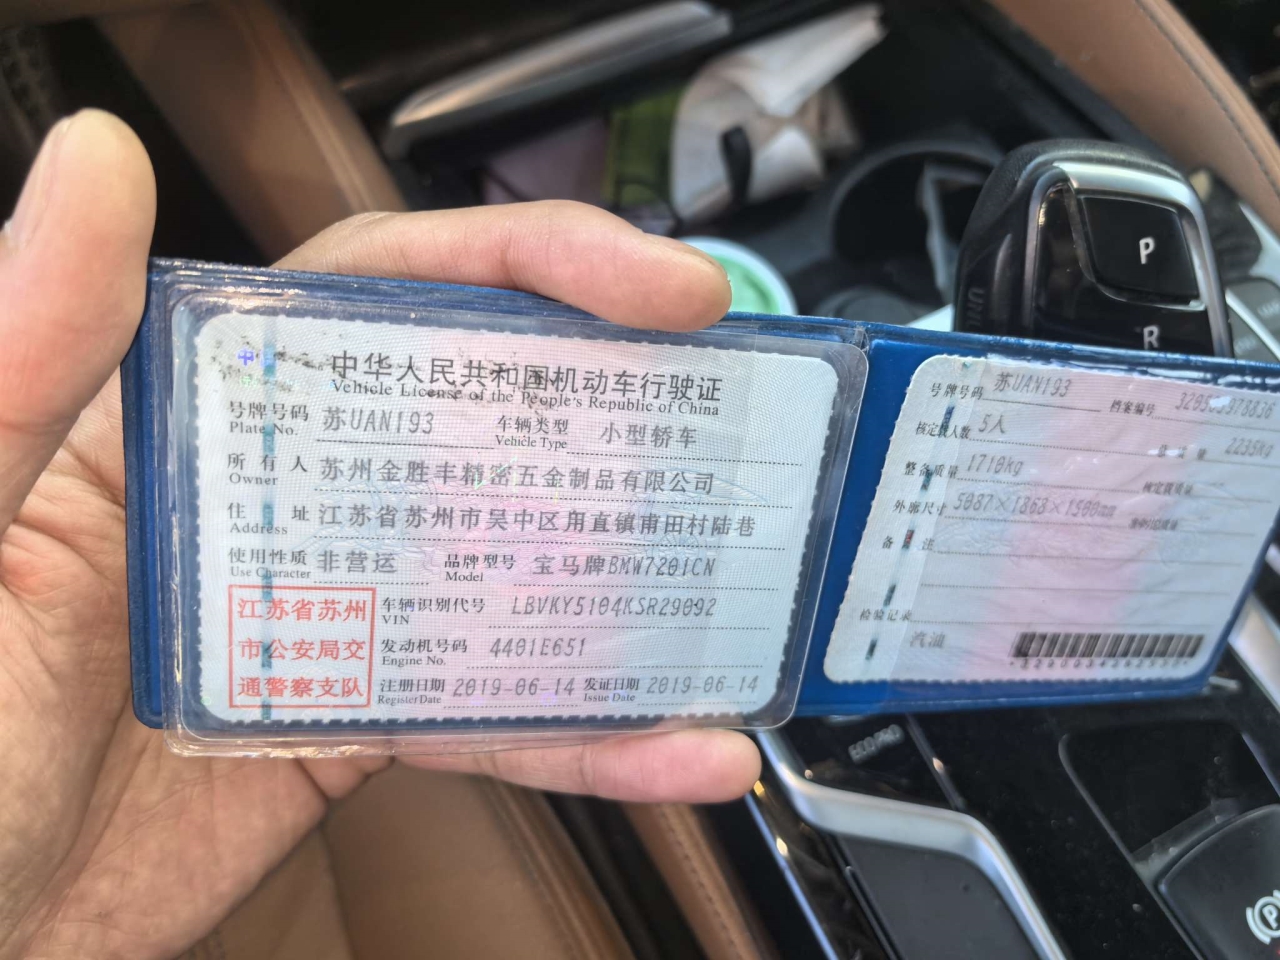 中华人民共和国机动车行驶证
Vehicle License of the People's Republic of China
号牌号码 苏UAN193 车辆类型 小型轿车
Plate No. Vehicle Type
所有人 苏州金胜丰精密五金制品有限公司
Owner
住址 江苏省苏州市吴中区甪直镇甫田村陆巷
Address
使用性质 非营运 品牌型号 宝马牌BMW7201CN
Use Character Model
江苏省苏州
市公安局交
通警察支队
车辆识别代号 LBVKY5104KSR29092
VIN
发动机号码 4401E651
Engine No.
注册日期 2019-06-14 发证日期 2019-06-14
Register Date Issue Date
号牌号码 苏UAN193 档案编号
核定载人数 5人 2235kg
整备质量 1710kg 核定载质量
外廓尺寸 5087×1868×1500mm
备注
检验记录
汽油
P
R
ECO PRO
P